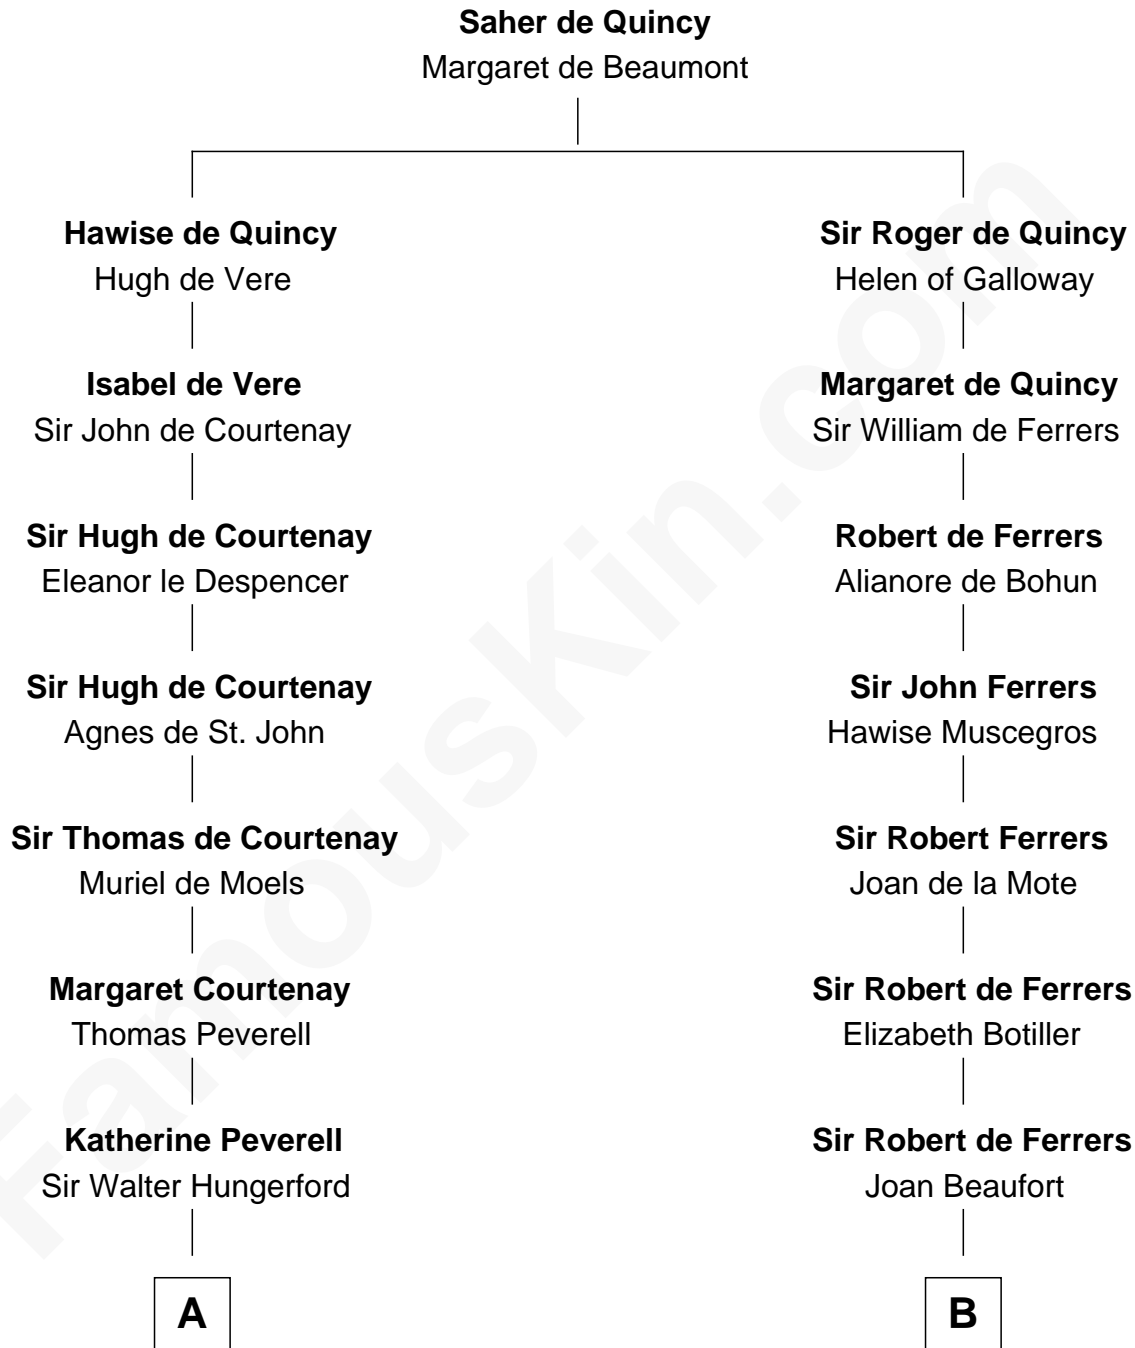 Saher de Quincy
Margaret de Beaumont
Hawise de Quincy
Hugh de Vere
Sir Roger de Quincy
Helen of Galloway
Isabel de Vere
Sir John de Courtenay
Margaret de Quincy
Sir William de Ferrers
Sir Hugh de Courtenay
Eleanor le Despencer
Robert de Ferrers
Alianore de Bohun
Sir Hugh de Courtenay
Agnes de St. John
Sir John Ferrers
Hawise Muscegros
Sir Thomas de Courtenay
Muriel de Moels
Sir Robert Ferrers
Joan de la Mote
Margaret Courtenay
Thomas Peverell
Sir Robert de Ferrers
Elizabeth Botiller
Katherine Peverell
Sir Walter Hungerford
Sir Robert de Ferrers
Joan Beaufort
A
B
FamousKin.com